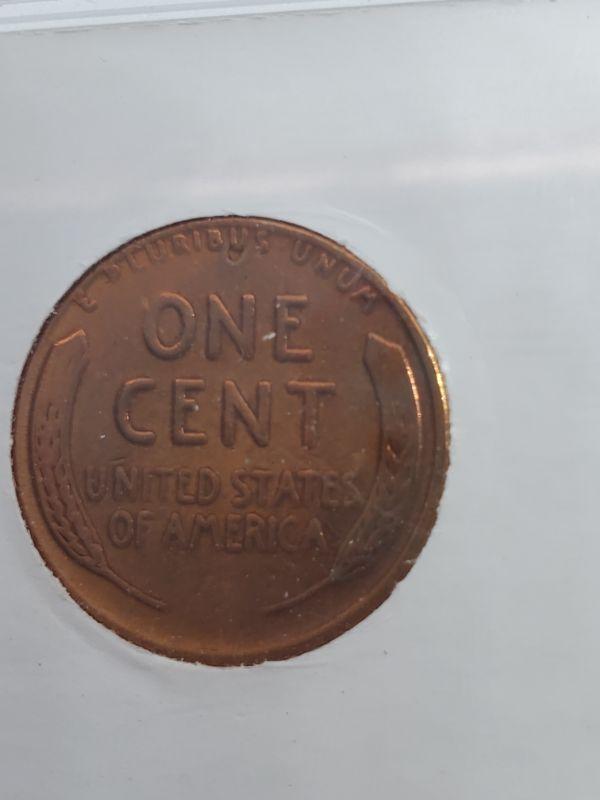 E PLURIBUS UNUM
ONE
CENT
UNITED STATES
OF AMERICA